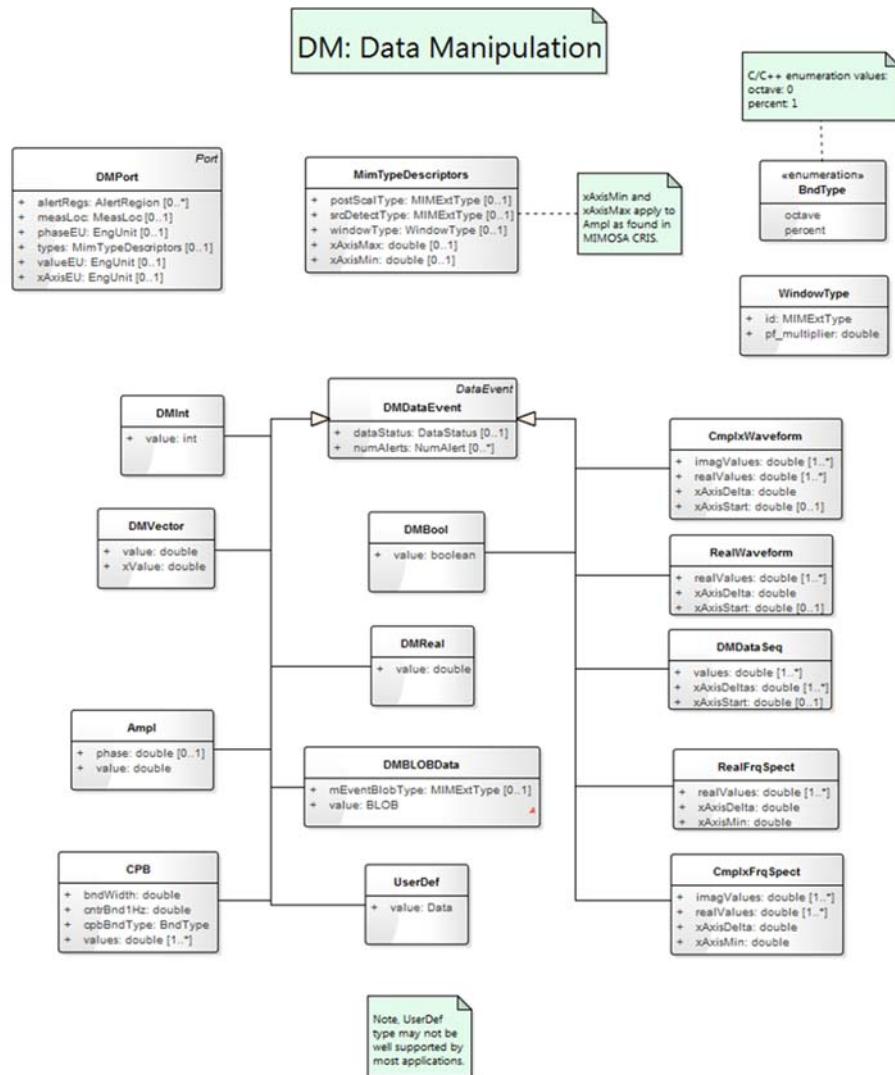 DM: Data Manipulation
C/C++ enumeration values:
octave: 0
percent: 1
Port
DMPort
+ alertRegs: AlertRegion [0..*]
+ measLoc: MeasLoc [0..1]
+ phaseEU: EngUnit [0..1]
+ types: MimTypeDescriptors [0..1]
+ valueEU: EngUnit [0..1]
+ xAxisEU: EngUnit [0..1]
MimTypeDescriptors
+ postScalType: MIMExtType [0..1]
+ srcDetectType: MIMExtType [0..1]
+ windowType: WindowType [0..1]
+ xAxisMax: double [0..1]
+ xAxisMin: double [0..1]
xAxisMin and
xAxisMax apply to
Ampl as found in
MIMOSA CRIS.
«enumeration»
BndType
octave
percent
WindowType
+ id: MIMExtType
+ pf_multiplier: double
DataEvent
DMDataEvent
+ dataStatus: DataStatus [0..1]
+ numAlerts: NumAlert [0..*]
DMInt
+ value: int
CmplxWaveform
+ imagValues: double [1..*]
+ realValues: double [1..*]
+ xAxisDelta: double
+ xAxisStart: double [0..1]
DMVector
+ value: double
+ xValue: double
DMBool
+ value: boolean
RealWaveform
+ realValues: double [1..*]
+ xAxisDelta: double
+ xAxisStart: double [0..1]
DMReal
+ value: double
DMDataSeq
+ values: double [1..*]
+ xAxisDeltas: double [1..*]
+ xAxisStart: double [0..1]
Ampl
+ phase: double [0..1]
+ value: double
DMBLOBData
+ mEventBlobType: MIMExtType [0..1]
+ value: BLOB
RealFrqSpect
+ realValues: double [1..*]
+ xAxisDelta: double
+ xAxisMin: double
CPB
+ bndWidth: double
+ cntrBnd1Hz: double
+ cpbBndType: BndType
+ values: double [1..*]
UserDef
+ value: Data
CmplxFrqSpect
+ imagValues: double [1..*]
+ realValues: double [1..*]
+ xAxisDelta: double
+ xAxisMin: double
Note, UserDef
type may not be
well supported by
most applications.